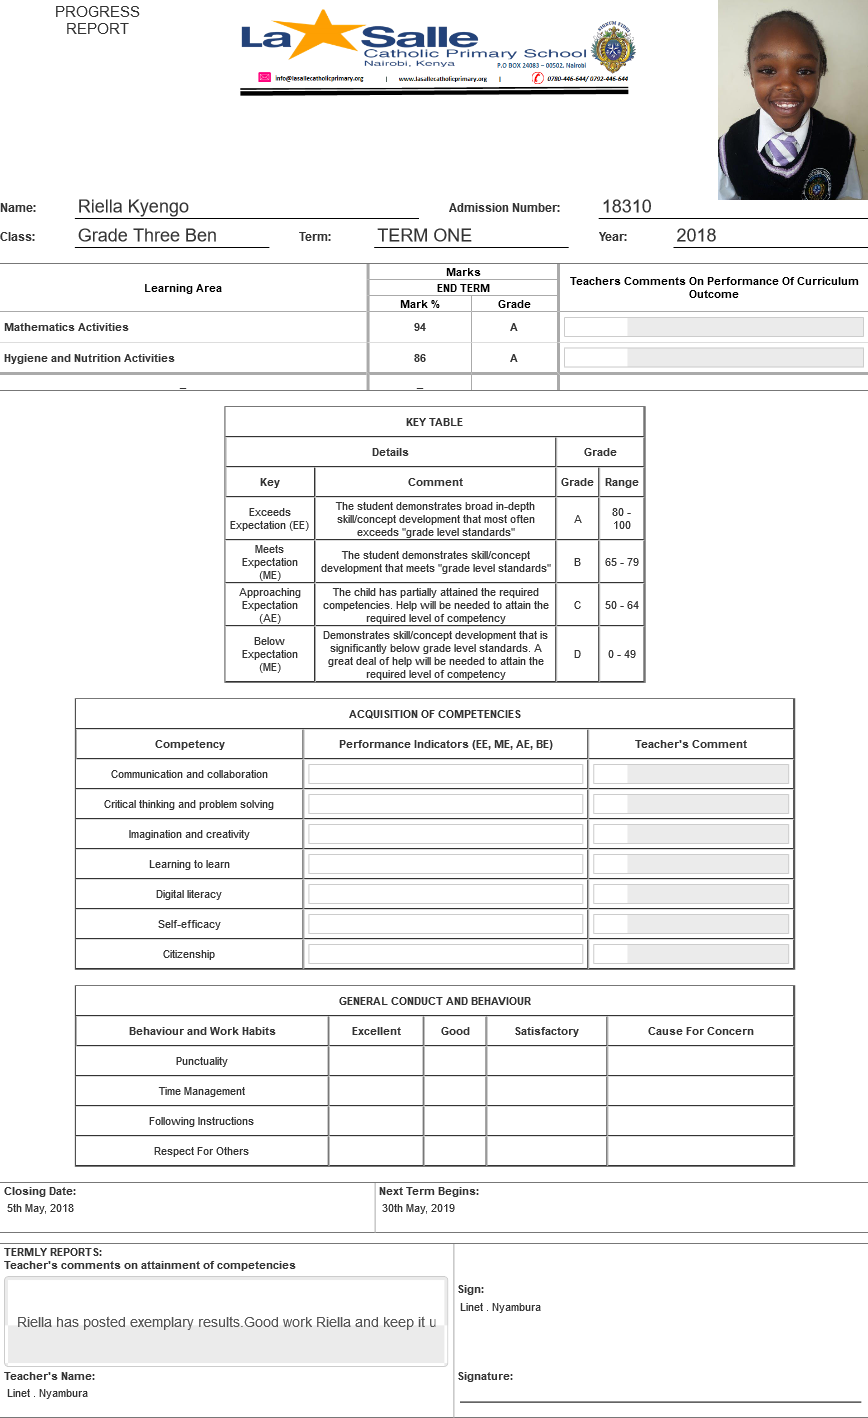 PROGRESS
REPORT
La Salle
Catholic Primary School
Nairobi, Kenya
P.O BOX 24083 – 00502, Nairobi
info@lasallecatholicprimary.org | www.lasallecatholicprimary.org | 0780-446-644/ 0792-446-644
Name: Riella Kyengo Admission Number: 18310
Class: Grade Three Ben Term: TERM ONE Year: 2018
Learning Area Marks Teachers Comments On Performance Of Curriculum Outcome
END TERM
Mark % Grade
Mathematics Activities 94 A
Hygiene and Nutrition Activities 86 A
_ _
KEY TABLE
Details Grade
Key Comment Grade Range
Exceeds Expectation (EE) The student demonstrates broad in-depth skill/concept development that most often exceeds "grade level standards" A 80 - 100
Meets Expectation (ME) The student demonstrates skill/concept development that meets "grade level standards" B 65 - 79
Approaching Expectation (AE) The child has partially attained the required competencies. Help will be needed to attain the required level of competency C 50 - 64
Below Expectation (ME) Demonstrates skill/concept development that is significantly below grade level standards. A great deal of help will be needed to attain the required level of competency D 0 - 49
ACQUISITION OF COMPETENCIES
Competency Performance Indicators (EE, ME, AE, BE) Teacher's Comment
Communication and collaboration
Critical thinking and problem solving
Imagination and creativity
Learning to learn
Digital literacy
Self-efficacy
Citizenship
GENERAL CONDUCT AND BEHAVIOUR
Behaviour and Work Habits Excellent Good Satisfactory Cause For Concern
Punctuality
Time Management
Following Instructions
Respect For Others
Closing Date: Next Term Begins:
5th May, 2018 30th May, 2019
TERMLY REPORTS:
Teacher's comments on attainment of competencies
Sign:
Linet . Nyambura
Riella has posted exemplary results.Good work Riella and keep it u
Teacher's Name: Signature:
Linet . Nyambura